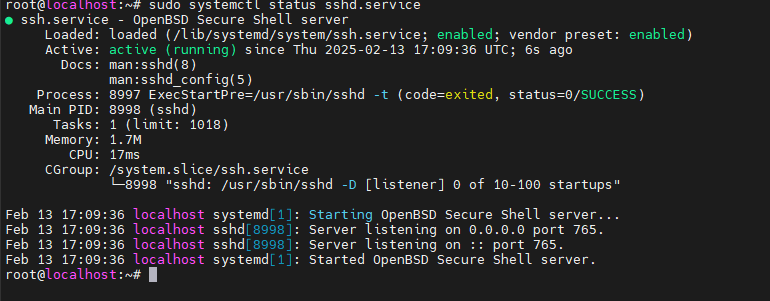 root@localhost:~# sudo systemctl status sshd.service
● ssh.service - OpenBSD Secure Shell server
     Loaded: loaded (/lib/systemd/system/ssh.service; enabled; vendor preset: enabled)
     Active: active (running) since Thu 2025-02-13 17:09:36 UTC; 6s ago
       Docs: man:sshd(8)
             man:sshd_config(5)
    Process: 8997 ExecStartPre=/usr/sbin/sshd -t (code=exited, status=0/SUCCESS)
   Main PID: 8998 (sshd)
      Tasks: 1 (limit: 1018)
     Memory: 1.7M
        CPU: 17ms
     CGroup: /system.slice/ssh.service
             └─8998 "sshd: /usr/sbin/sshd -D [listener] 0 of 10-100 startups"

Feb 13 17:09:36 localhost systemd[1]: Starting OpenBSD Secure Shell server...
Feb 13 17:09:36 localhost sshd[8998]: Server listening on 0.0.0.0 port 765.
Feb 13 17:09:36 localhost sshd[8998]: Server listening on :: port 765.
Feb 13 17:09:36 localhost systemd[1]: Started OpenBSD Secure Shell server.
root@localhost:~#